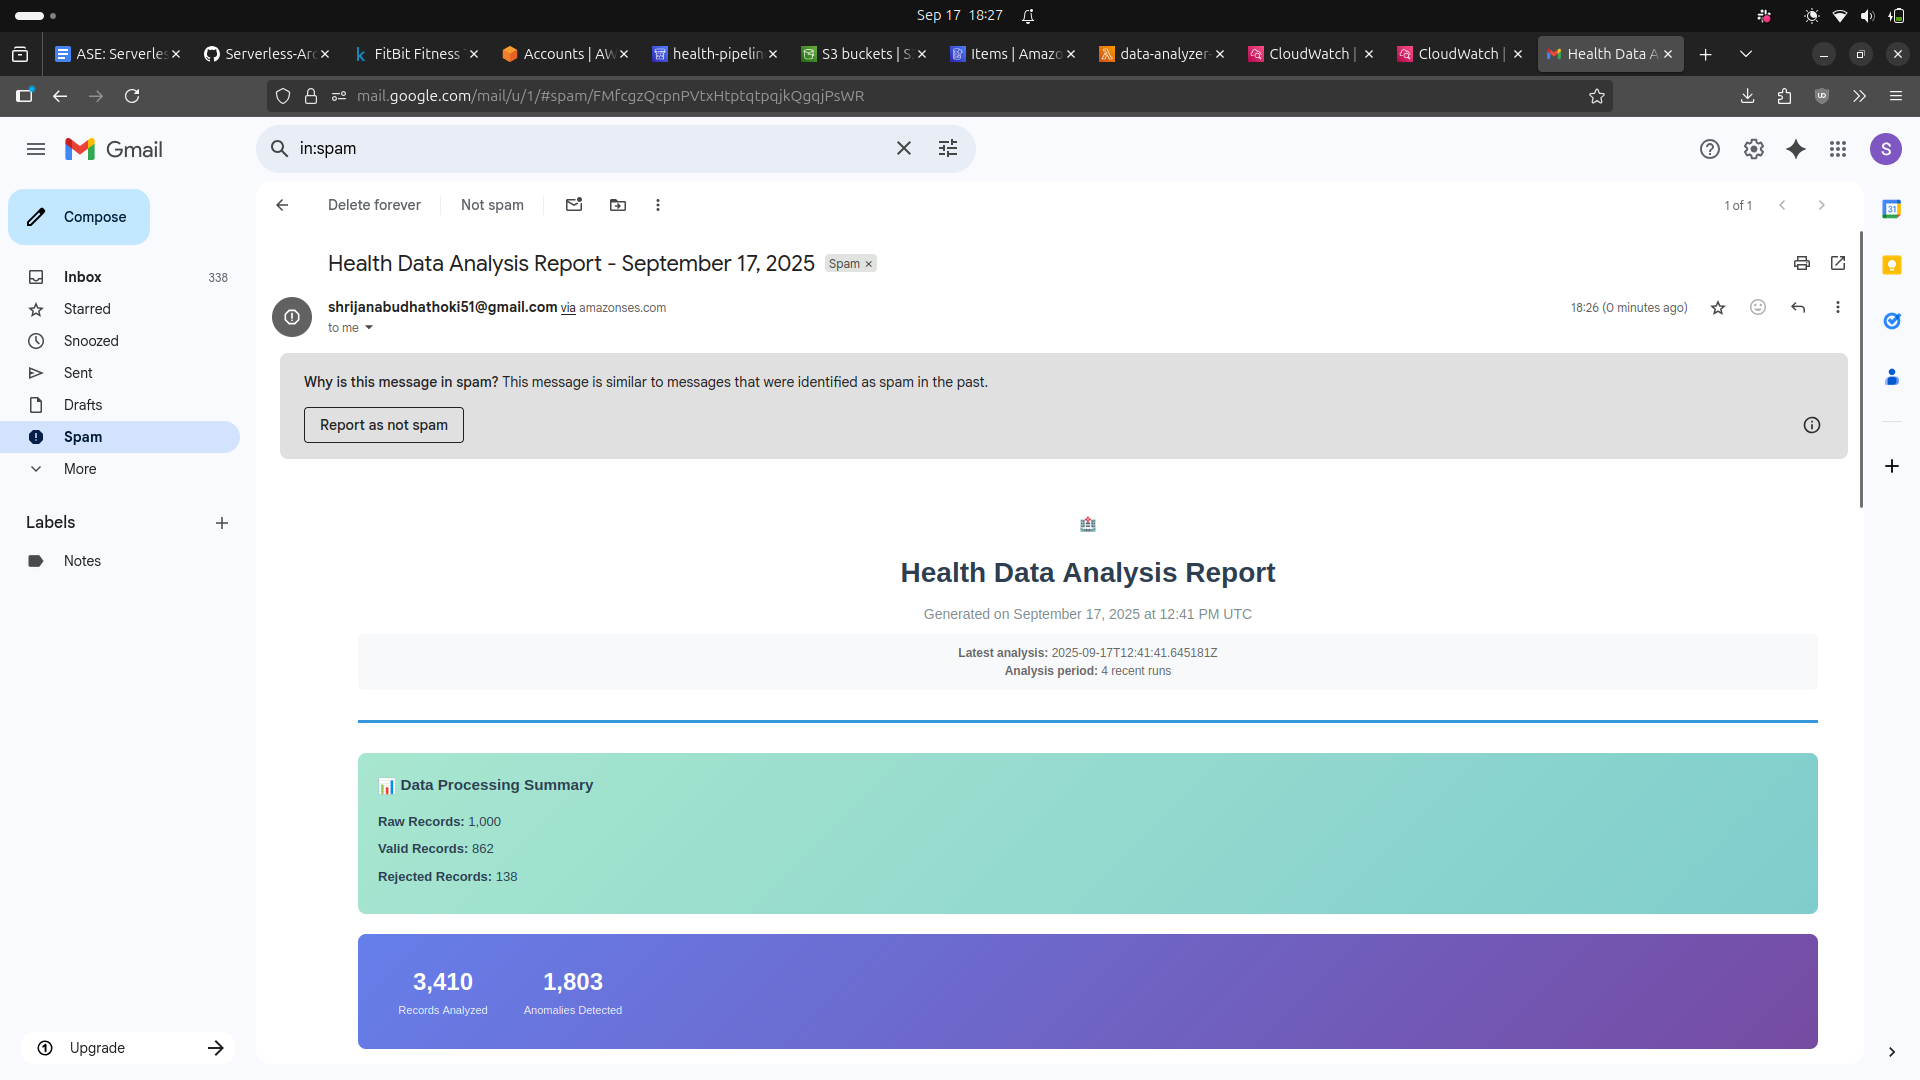 Sep 17 18:27
ASE: Serverles
Serverless-Arc
FitBit Fitness
Accounts | AW
health-pipelin
S3 buckets | S
Items | Amazo
data-analyzer-
CloudWatch |
CloudWatch |
Health Data A
mail.google.com/mail/u/1/#spam/FMfcgzQcpnPVtxHtptqtpqjkQgqjPsWR
Gmail
in:spam
S
Compose
Delete forever
Not spam
1 of 1
Inbox 338
Starred
Snoozed
Sent
Drafts
Spam
More
Labels
Notes
Upgrade
Health Data Analysis Report - September 17, 2025 Spam
shrijanabudhathoki51@gmail.com via amazonses.com
18:26 (0 minutes ago)
to me
Why is this message in spam? This message is similar to messages that were identified as spam in the past.
Report as not spam
Health Data Analysis Report
Generated on September 17, 2025 at 12:41 PM UTC
Latest analysis: 2025-09-17T12:41:41.645181Z
Analysis period: 4 recent runs
Data Processing Summary
Raw Records: 1,000
Valid Records: 862
Rejected Records: 138
3,410 1,803
Records Analyzed Anomalies Detected
31